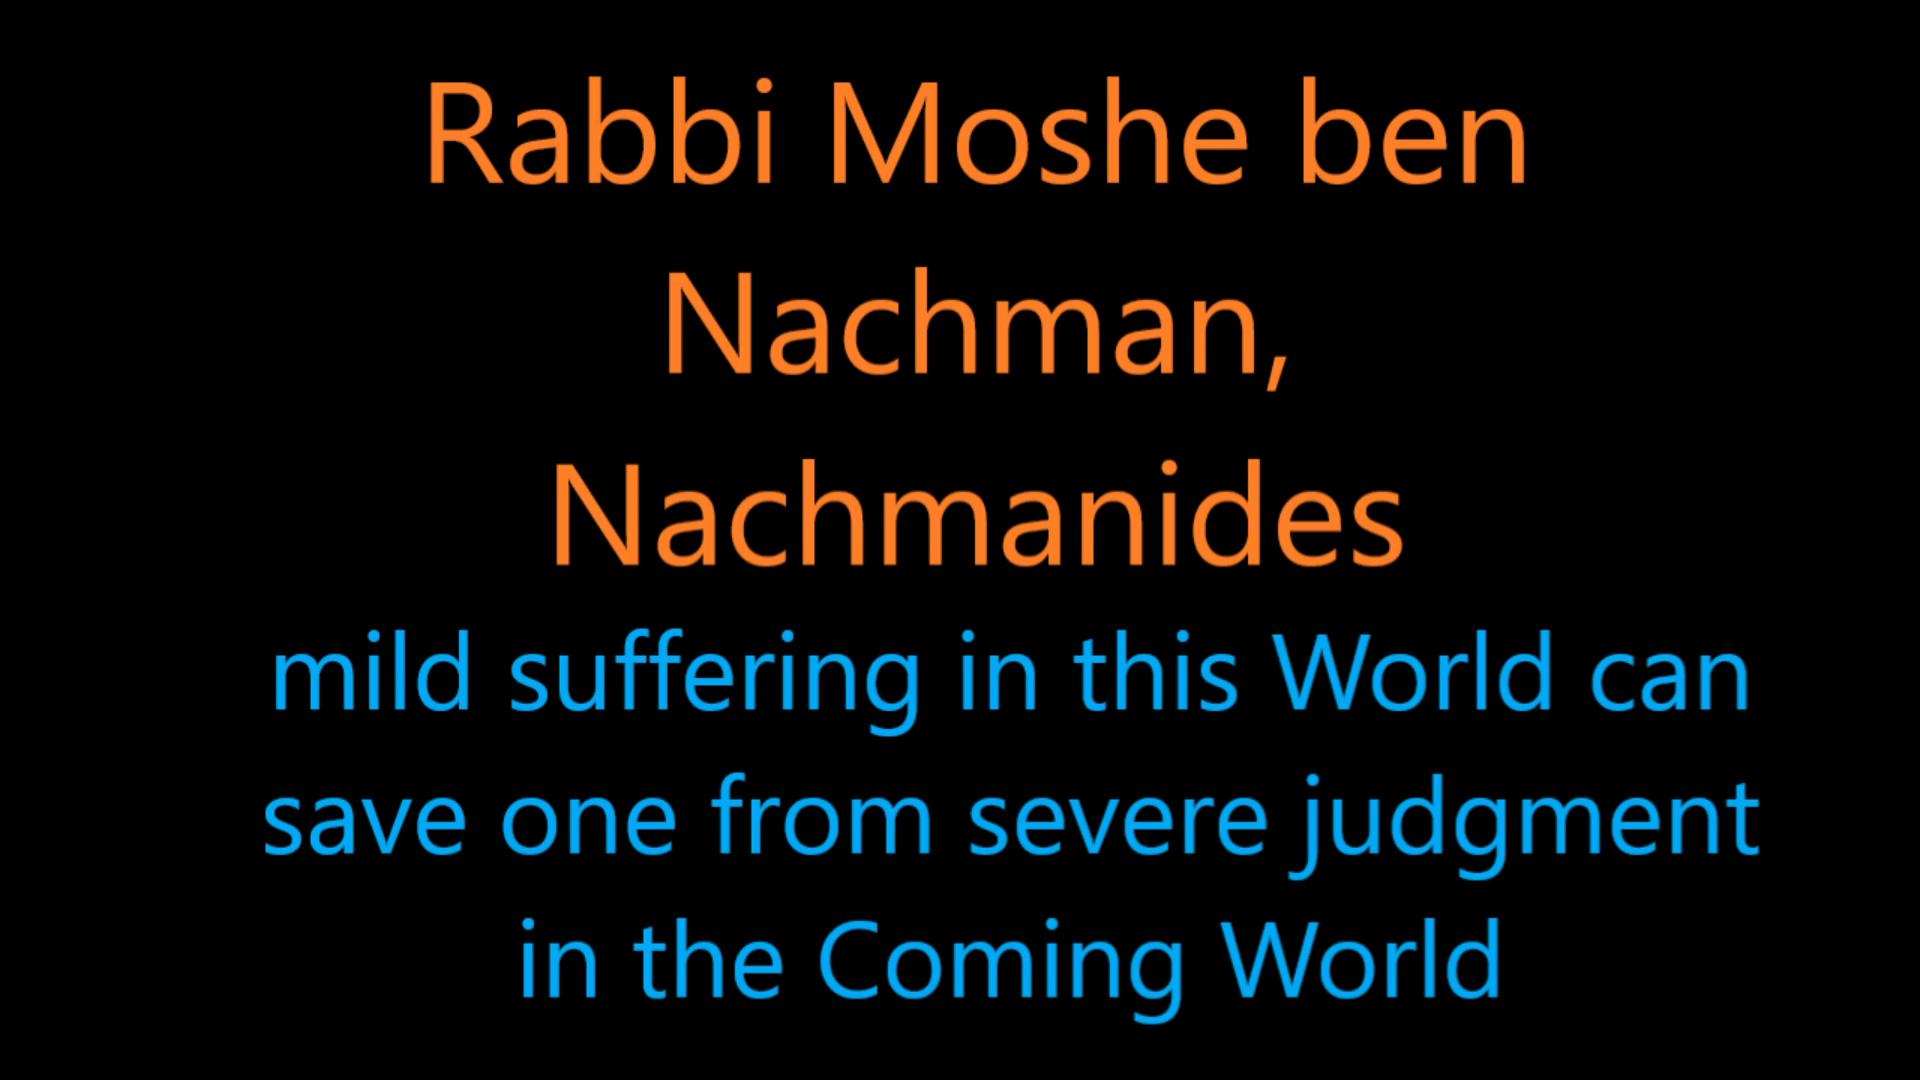 Rabbi Moshe ben
Nachman,
Nachmanides
mild suffering in this World can
save one from severe judgment
in the Coming World